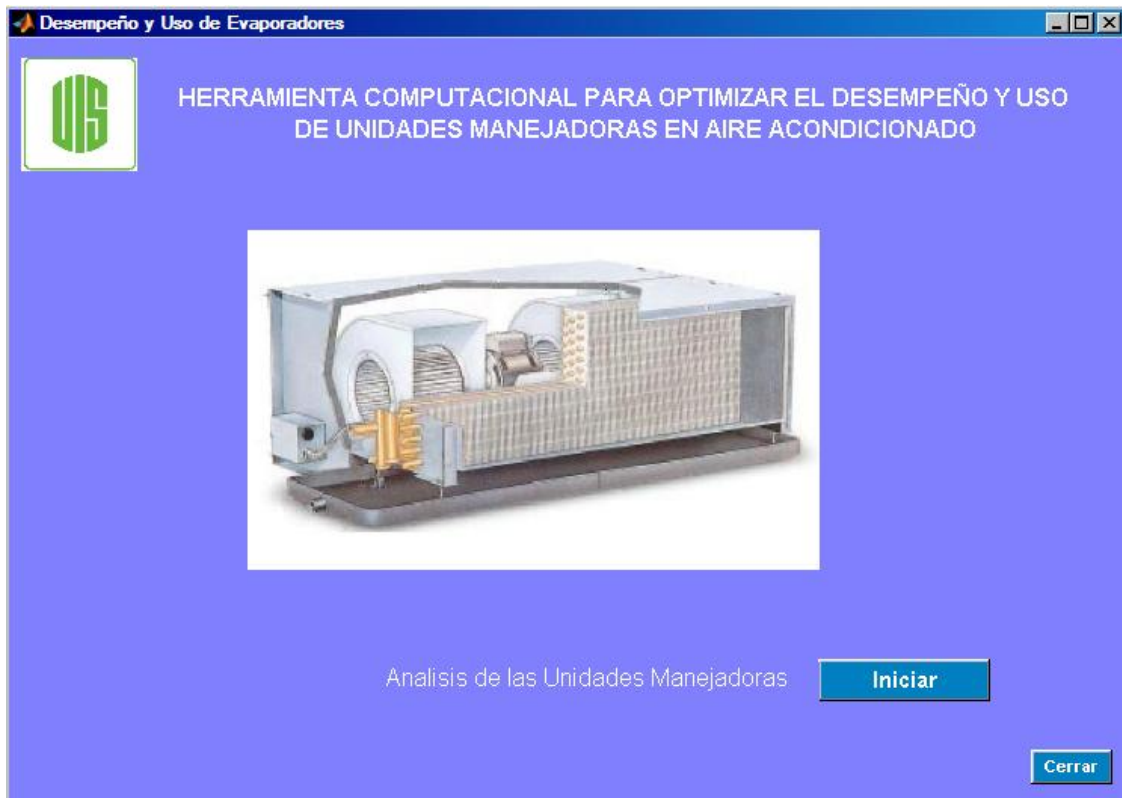 Desempeño y Uso de Evaporadores
UIS
HERRAMIENTA COMPUTACIONAL PARA OPTIMIZAR EL DESEMPEÑO Y USO
DE UNIDADES MANEJADORAS EN AIRE ACONDICIONADO
Analisis de las Unidades Manejadoras
Iniciar
Cerrar